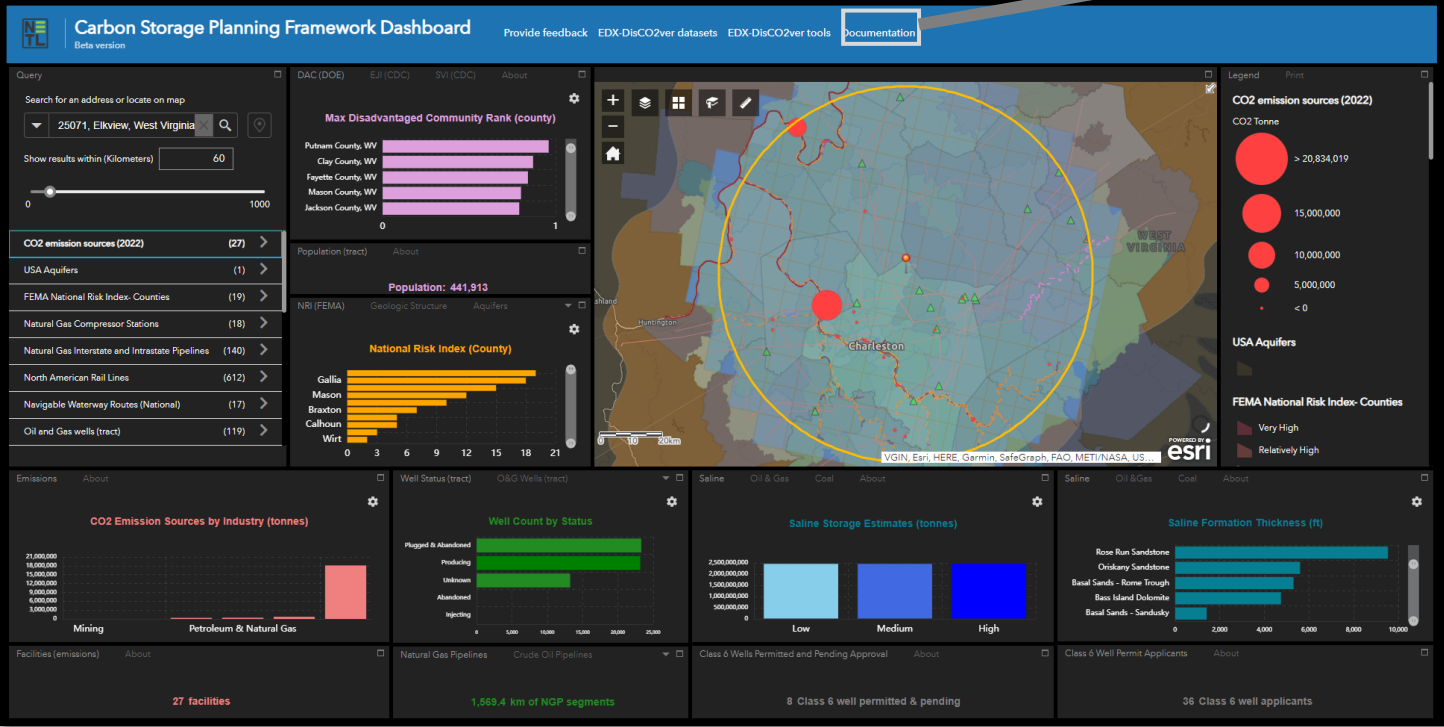 NE
TL
Carbon Storage Planning Framework Dashboard
Beta version
Provide feedback EDX-DisCO2ver datasets EDX-DisCO2ver tools Documentation
Query
Search for an address or locate on map
25071, Elkview, West Virginia
Show results within (Kilometers) 60
0 1000
CO2 emission sources (2022) (27)
USA Aquifers (1)
FEMA National Risk Index- Counties (19)
Natural Gas Compressor Stations (18)
Natural Gas Interstate and Intrastate Pipelines (140)
North American Rail Lines (612)
Navigable Waterway Routes (National) (17)
Oil and Gas wells (tract) (119)
DAC (DOE) EJI (CDC) SVI (CDC) About
Max Disadvantaged Community Rank (county)
Putnam County, WV
Clay County, WV
Fayette County, WV
Mason County, WV
Jackson County, WV
0 1
Population (tract) About
Population: 441,913
NRI (FEMA) Geologic Structure Aquifers
National Risk Index (County)
Gallia
Mason
Braxton
Calhoun
Wirt
0 3 6 9 12 15 18 21
WEST
VIRGINIA
ashland
Huntington
Charleston
0 10 20km
VGIN, Esri, HERE, Garmin, SafeGraph, FAO, METI/NASA, US...
POWERED BY
esri
Legend Print
CO2 emission sources (2022)
CO2 Tonne
> 20,834,019
15,000,000
10,000,000
5,000,000
< 0
USA Aquifers
FEMA National Risk Index- Counties
Very High
Relatively High
Emissions About
CO2 Emission Sources by Industry (tonnes)
21,000,000
18,000,000
15,000,000
12,000,000
9,000,000
6,000,000
3,000,000
0
Mining Petroleum & Natural Gas
Well Status (tract) O&G Wells (tract)
Well Count by Status
Plugged & Abandoned
Producing
Unknown
Abandoned
Injecting
0 5,000 10,000 15,000 20,000 25,000
Saline Oil & Gas Coal About
Saline Storage Estimates (tonnes)
2,500,000,000
2,000,000,000
1,500,000,000
1,000,000,000
500,000,000
0
Low Medium High
Saline Oil &Gas Coal About
Saline Formation Thickness (ft)
Rose Run Sandstone
Oriskany Sandstone
Basal Sands - Rome Trough
Bass Island Dolomite
Basal Sands - Sandusky
0 2,000 4,000 6,000 8,000 10,000
Facilities (emissions) About
27 facilities
Natural Gas Pipelines Crude Oil Pipelines
1,569.4 km of NGP segments
Class 6 Wells Permitted and Pending Approval About
8 Class 6 well permitted & pending
Class 6 Well Permit Applicants About
36 Class 6 well applicants